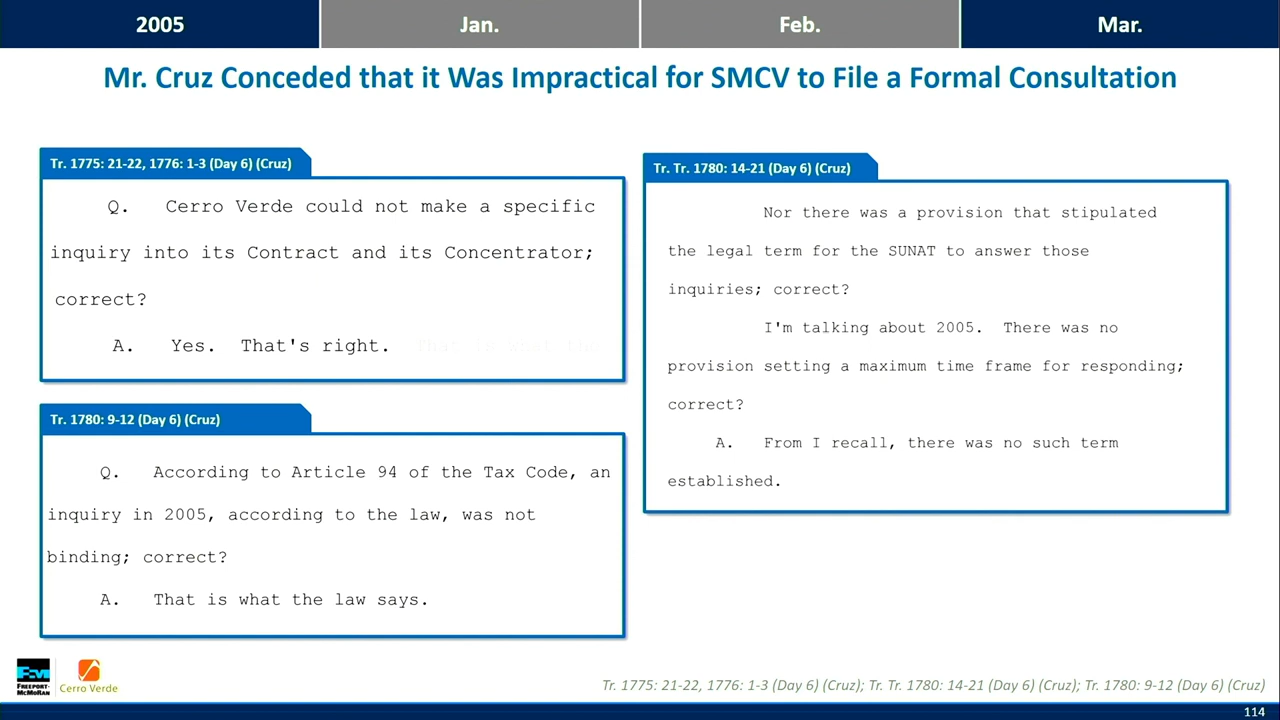 2005
Jan.
Feb.
Mar.
Mr. Cruz Conceded that it Was Impractical for SMCV to File a Formal Consultation
Tr. 1775: 21-22, 1776: 1-3 (Day 6) (Cruz)
Q. Cerro Verde could not make a specific
inquiry into its Contract and its Concentrator;
correct?
A. Yes. That's right.
Tr. 1780: 9-12 (Day 6) (Cruz)
Q. According to Article 94 of the Tax Code, an
inquiry in 2005, according to the law, was not
binding; correct?
A. That is what the law says.
Tr. Tr. 1780: 14-21 (Day 6) (Cruz)
Nor there was a provision that stipulated
the legal term for the SUNAT to answer those
inquiries; correct?
I'm talking about 2005. There was no
provision setting a maximum time frame for responding;
correct?
A. From I recall, there was no such term
established.
FREEPORT-
McMoRAN
Cerro Verde
Tr. 1775: 21-22, 1776: 1-3 (Day 6) (Cruz); Tr. Tr. 1780: 14-21 (Day 6) (Cruz); Tr. 1780: 9-12 (Day 6) (Cruz)
114